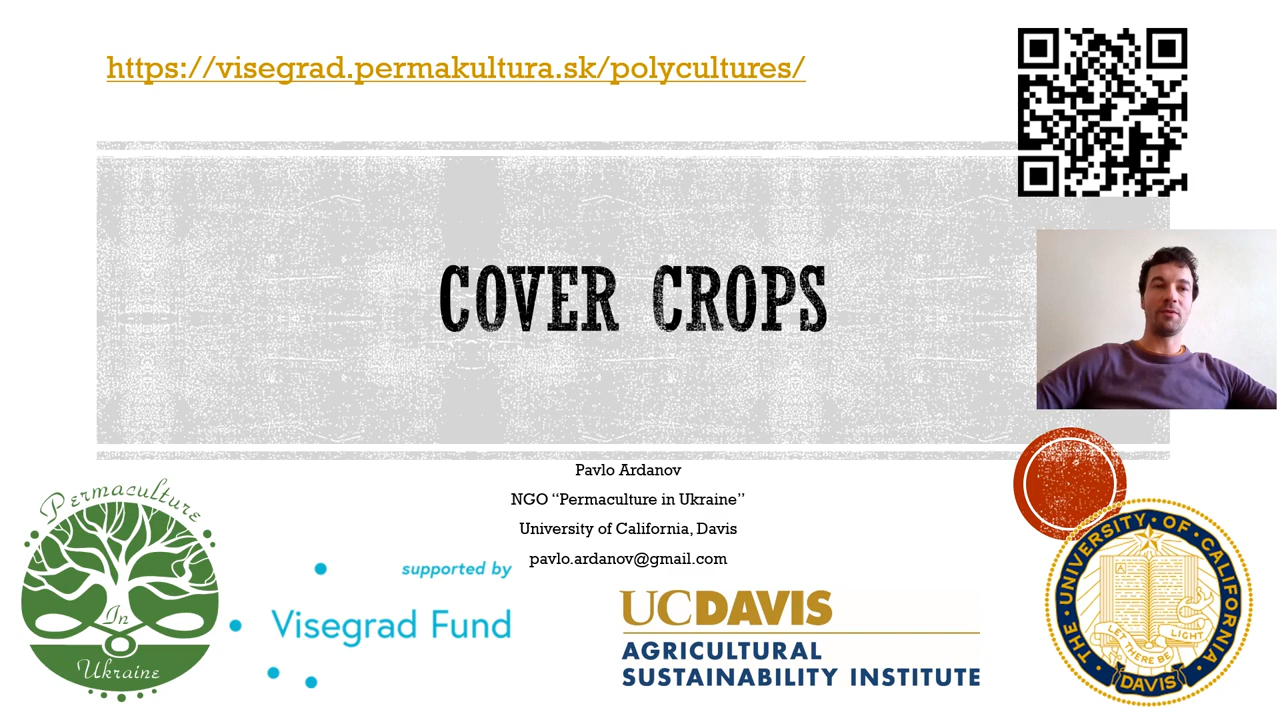 https://visegrad.permakultura.sk/polycultures/
COVER CROPS
Pavlo Ardanov
NGO “Permaculture in Ukraine”
University of California, Davis
pavlo.ardanov@gmail.com
Permaculture
In
Ukraine
supported by
Visegrad Fund
UCDAVIS
AGRICULTURAL
SUSTAINABILITY INSTITUTE
THE UNIVERSITY OF CALIFORNIA
A
LET THERE BE LIGHT
DAVIS